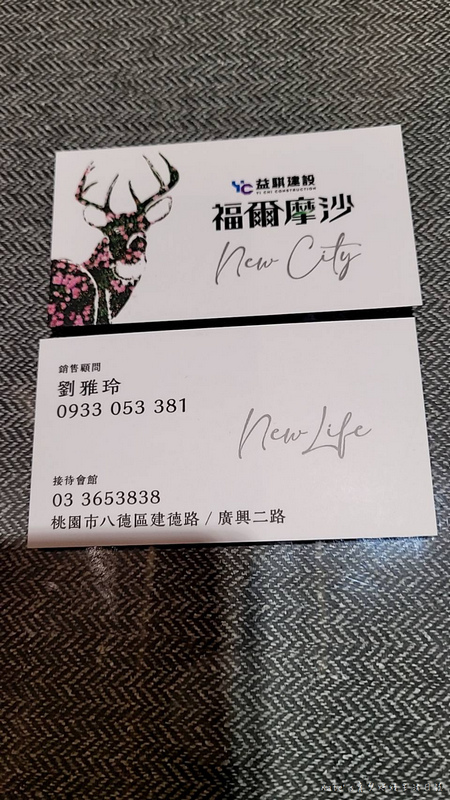 益騏建設
YI CHI CONSTRUCTION
福爾摩沙
New City
銷售顧問
劉雅玲
0933 053 381
New Life
接待會館
03 3653838
桃園市八德區建德路 / 廣興二路